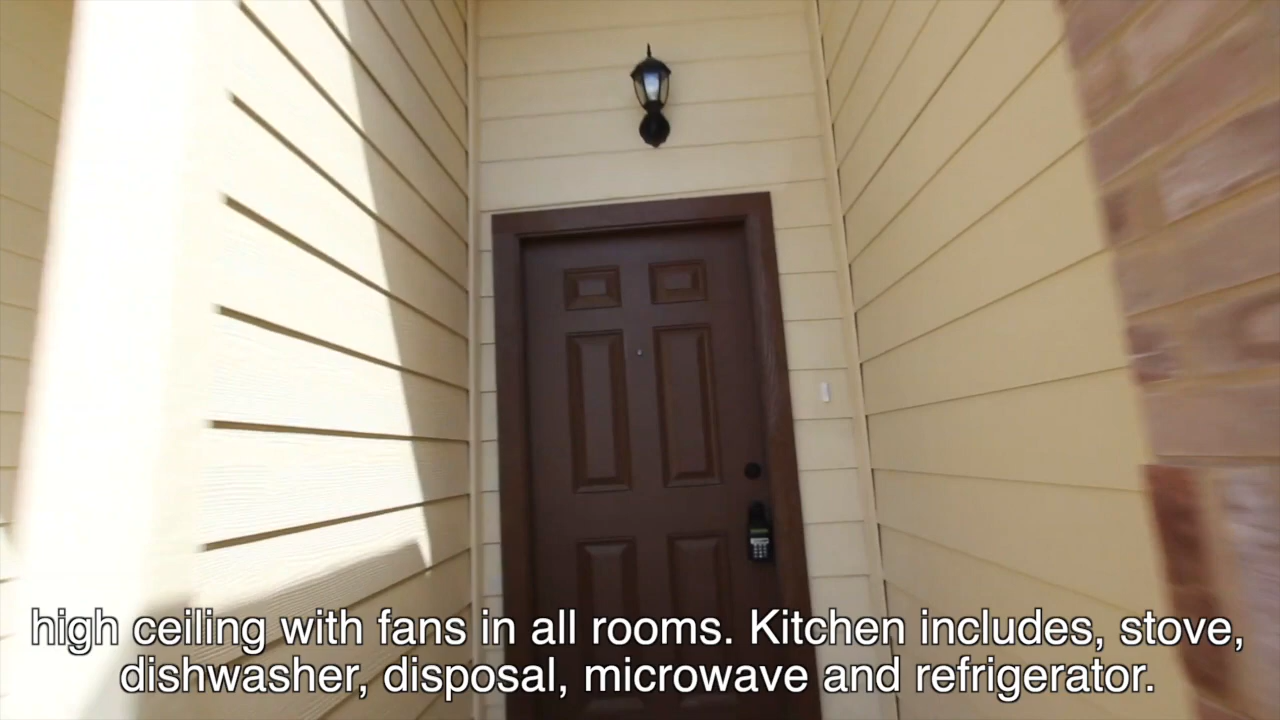 high ceiling with fans in all rooms. Kitchen includes, stove,
dishwasher, disposal, microwave and refrigerator.